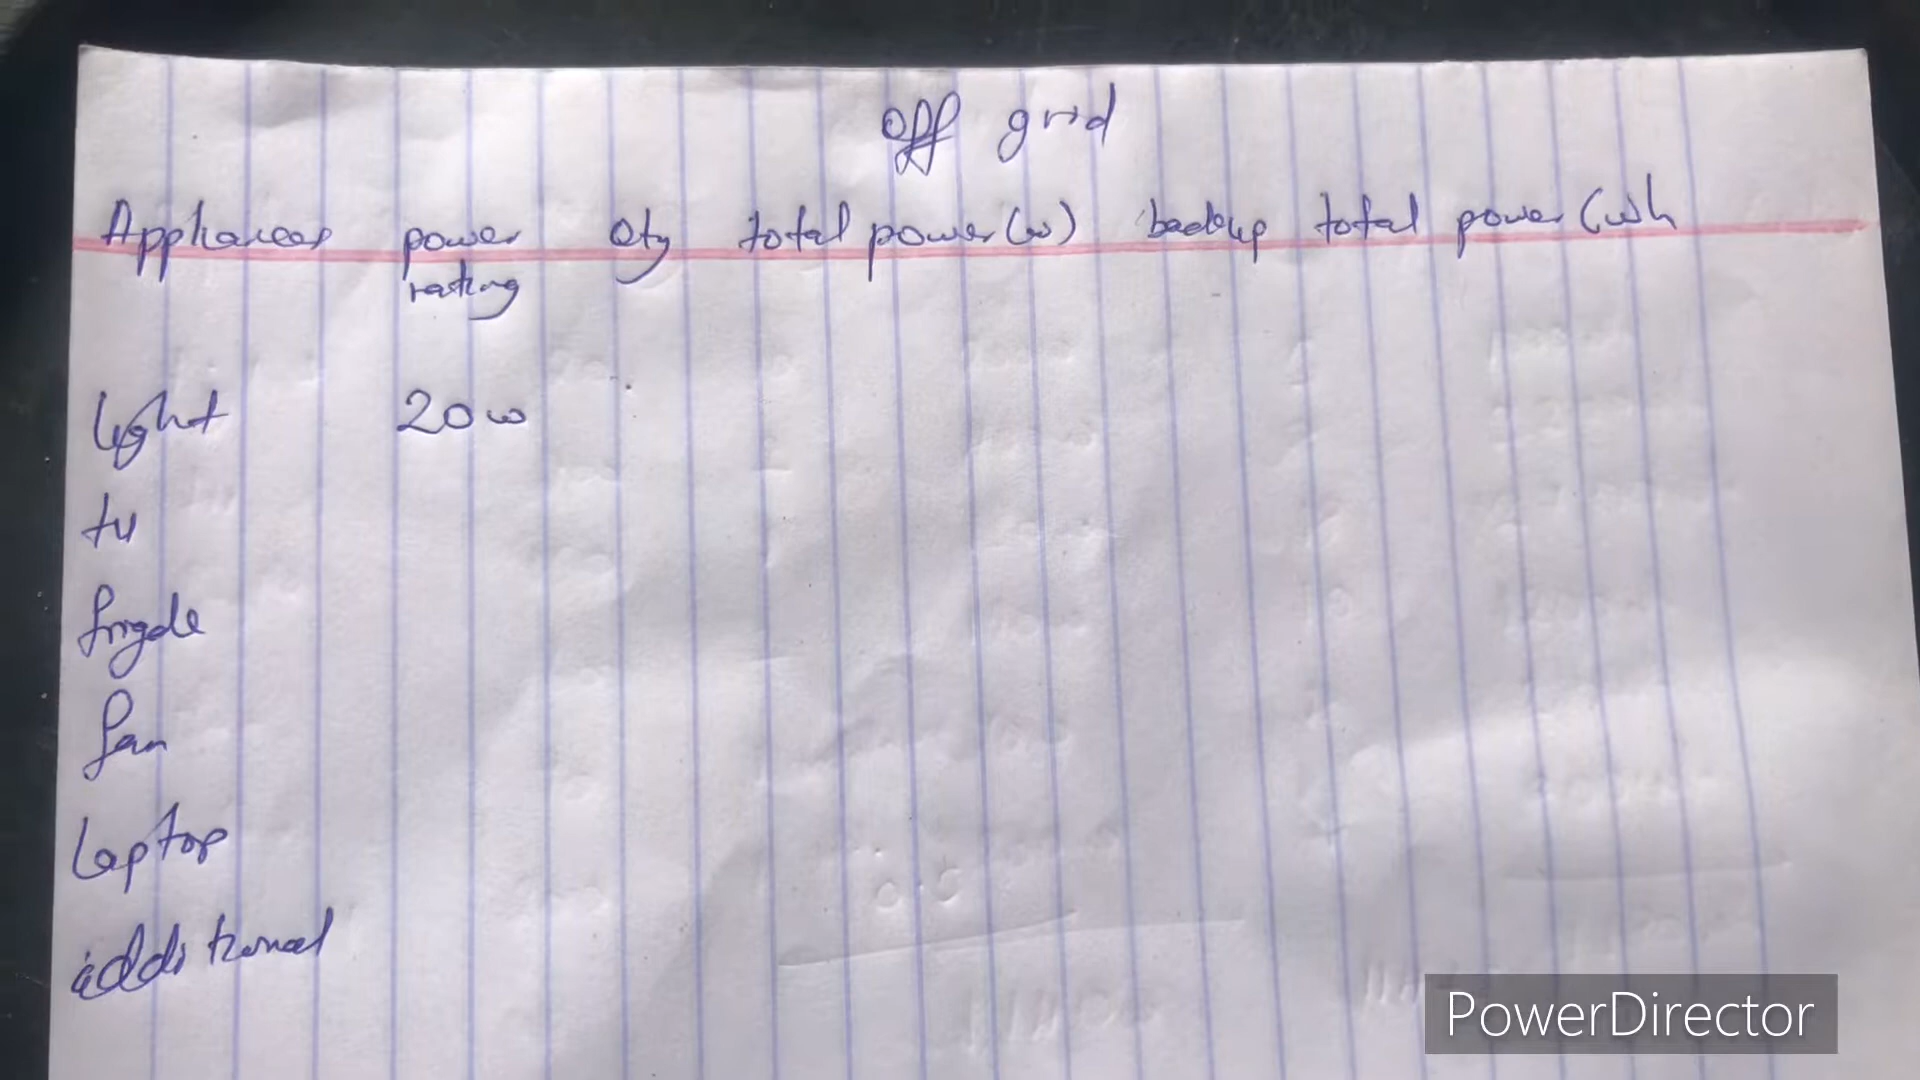 Off grid
Appliances power rating Qty total power (w) backup total power (wh
light 20w
tv
frigde
fan
laptop
additional
PowerDirector